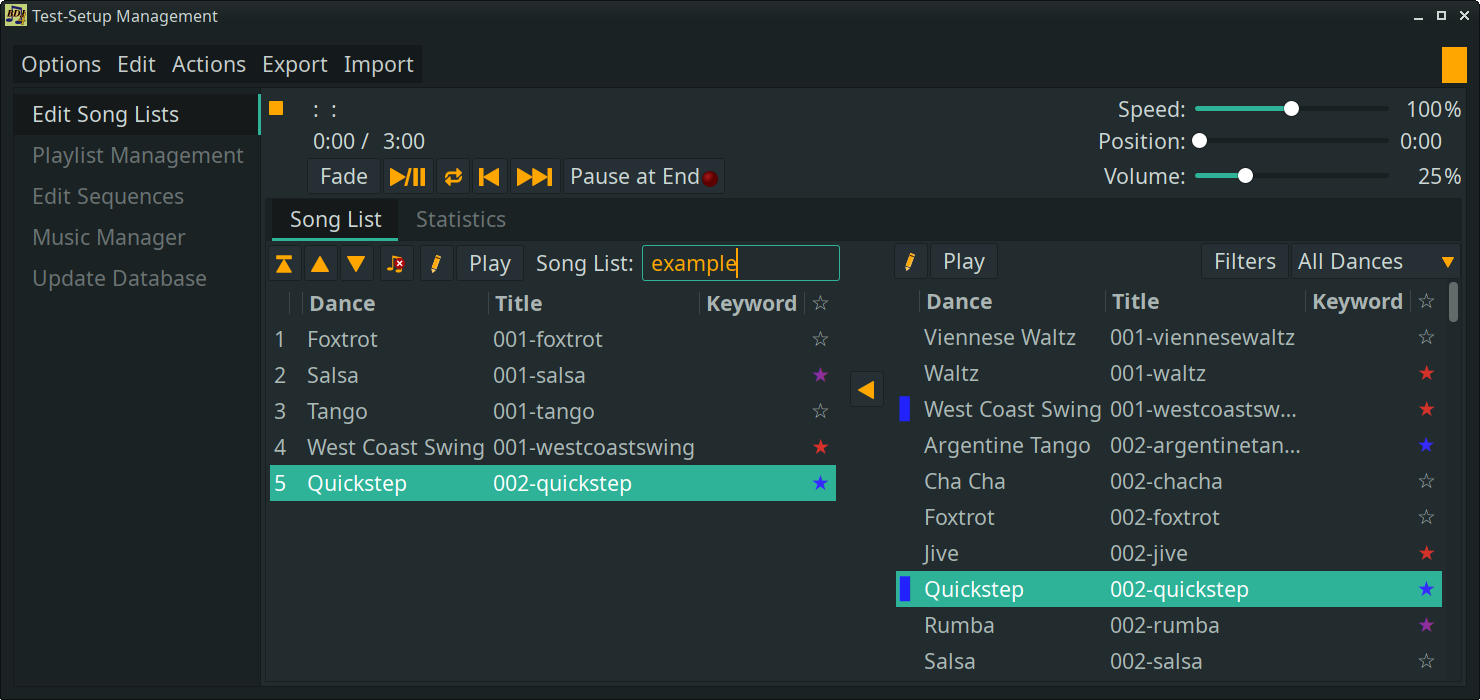 Test-Setup Management
Options Edit Actions Export Import
Edit Song Lists
Playlist Management
Edit Sequences
Music Manager
Update Database
: :
0:00 / 3:00
Fade Pause at End
Speed: 100%
Position: 0:00
Volume: 25%
Song List Statistics
Play Song List: example
Dance Title Keyword ☆
1 Foxtrot 001-foxtrot ☆
2 Salsa 001-salsa ★
3 Tango 001-tango ☆
4 West Coast Swing 001-westcoastswing ★
5 Quickstep 002-quickstep ★
Play Filters All Dances
Dance Title Keyword ☆
Viennese Waltz 001-viennesewaltz ☆
Waltz 001-waltz ★
West Coast Swing 001-westcoastsw... ★
Argentine Tango 002-argentinetan... ★
Cha Cha 002-chacha ☆
Foxtrot 002-foxtrot ☆
Jive 002-jive ★
Quickstep 002-quickstep ★
Rumba 002-rumba ★
Salsa 002-salsa ☆